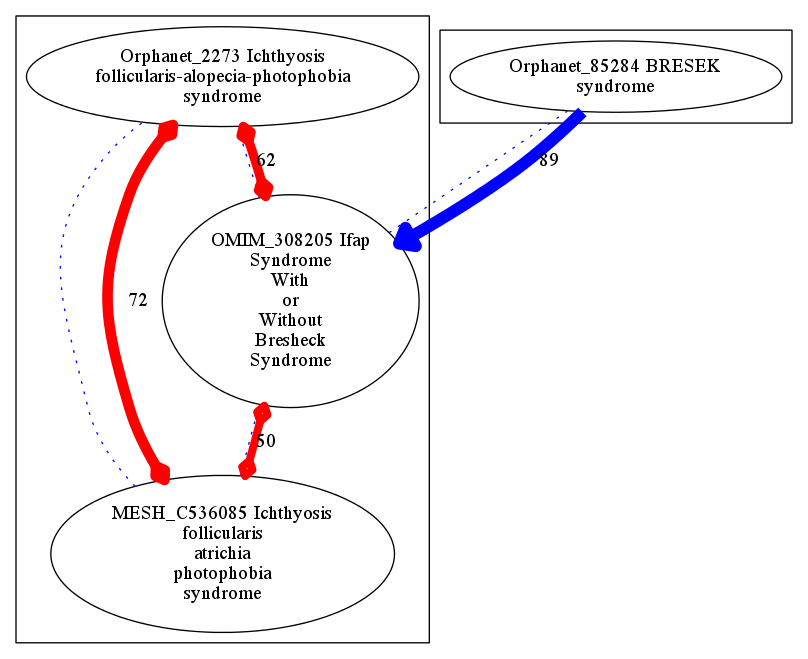 Orphanet_2273 Ichthyosis
follicularis-alopecia-photophobia
syndrome
Orphanet_85284 BRESEK
syndrome
62
89
OMIM_308205 Ifap
Syndrome
With
or
Without
Bresheck
Syndrome
72
50
MESH_C536085 Ichthyosis
follicularis
atrichia
photophobia
syndrome